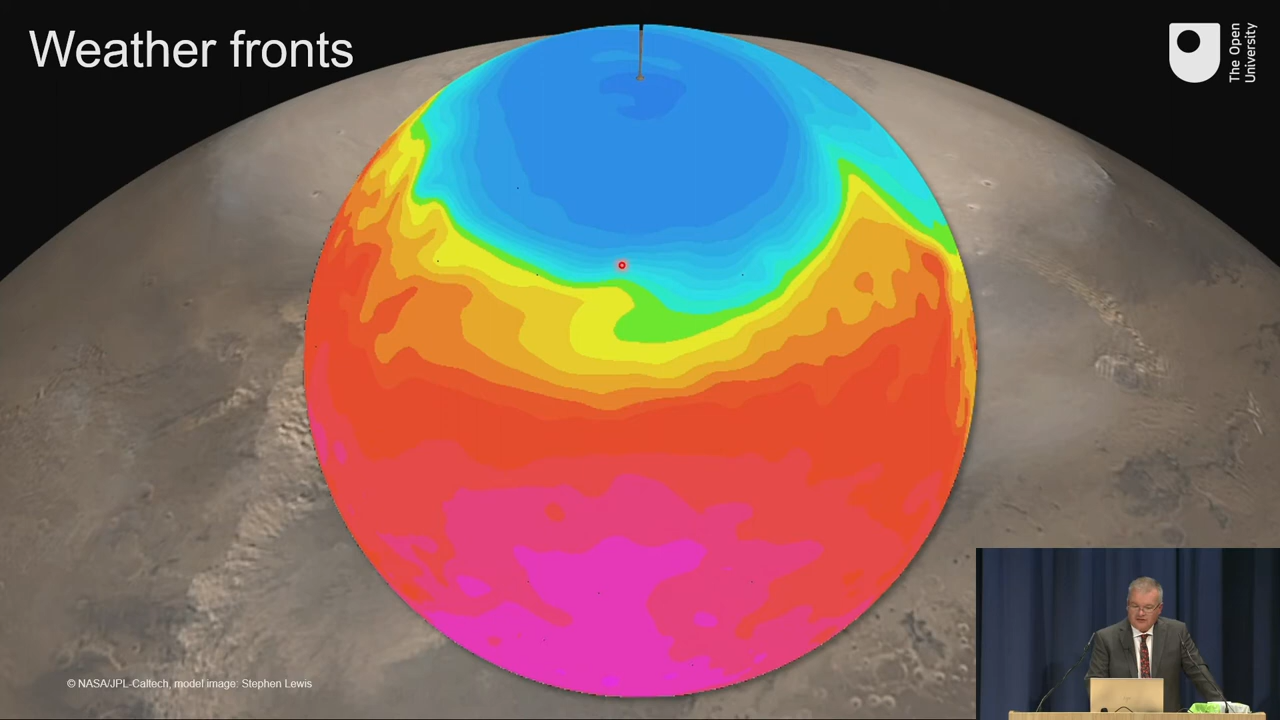 Weather fronts
The Open
University
© NASA/JPL-Caltech, model image: Stephen Lewis